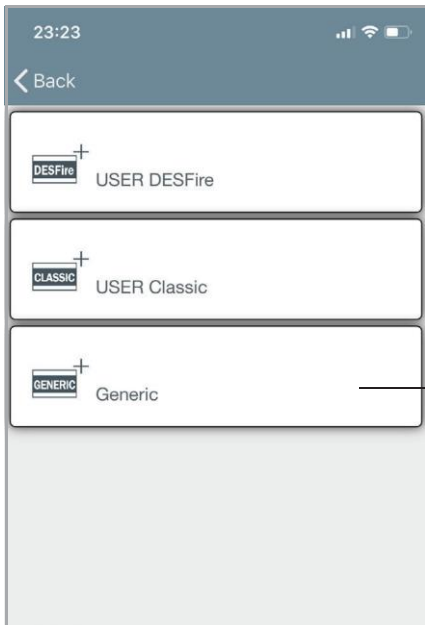 23:23
Back
DESFire
USER DESFire
CLASSIC
USER Classic
GENERIC
Generic